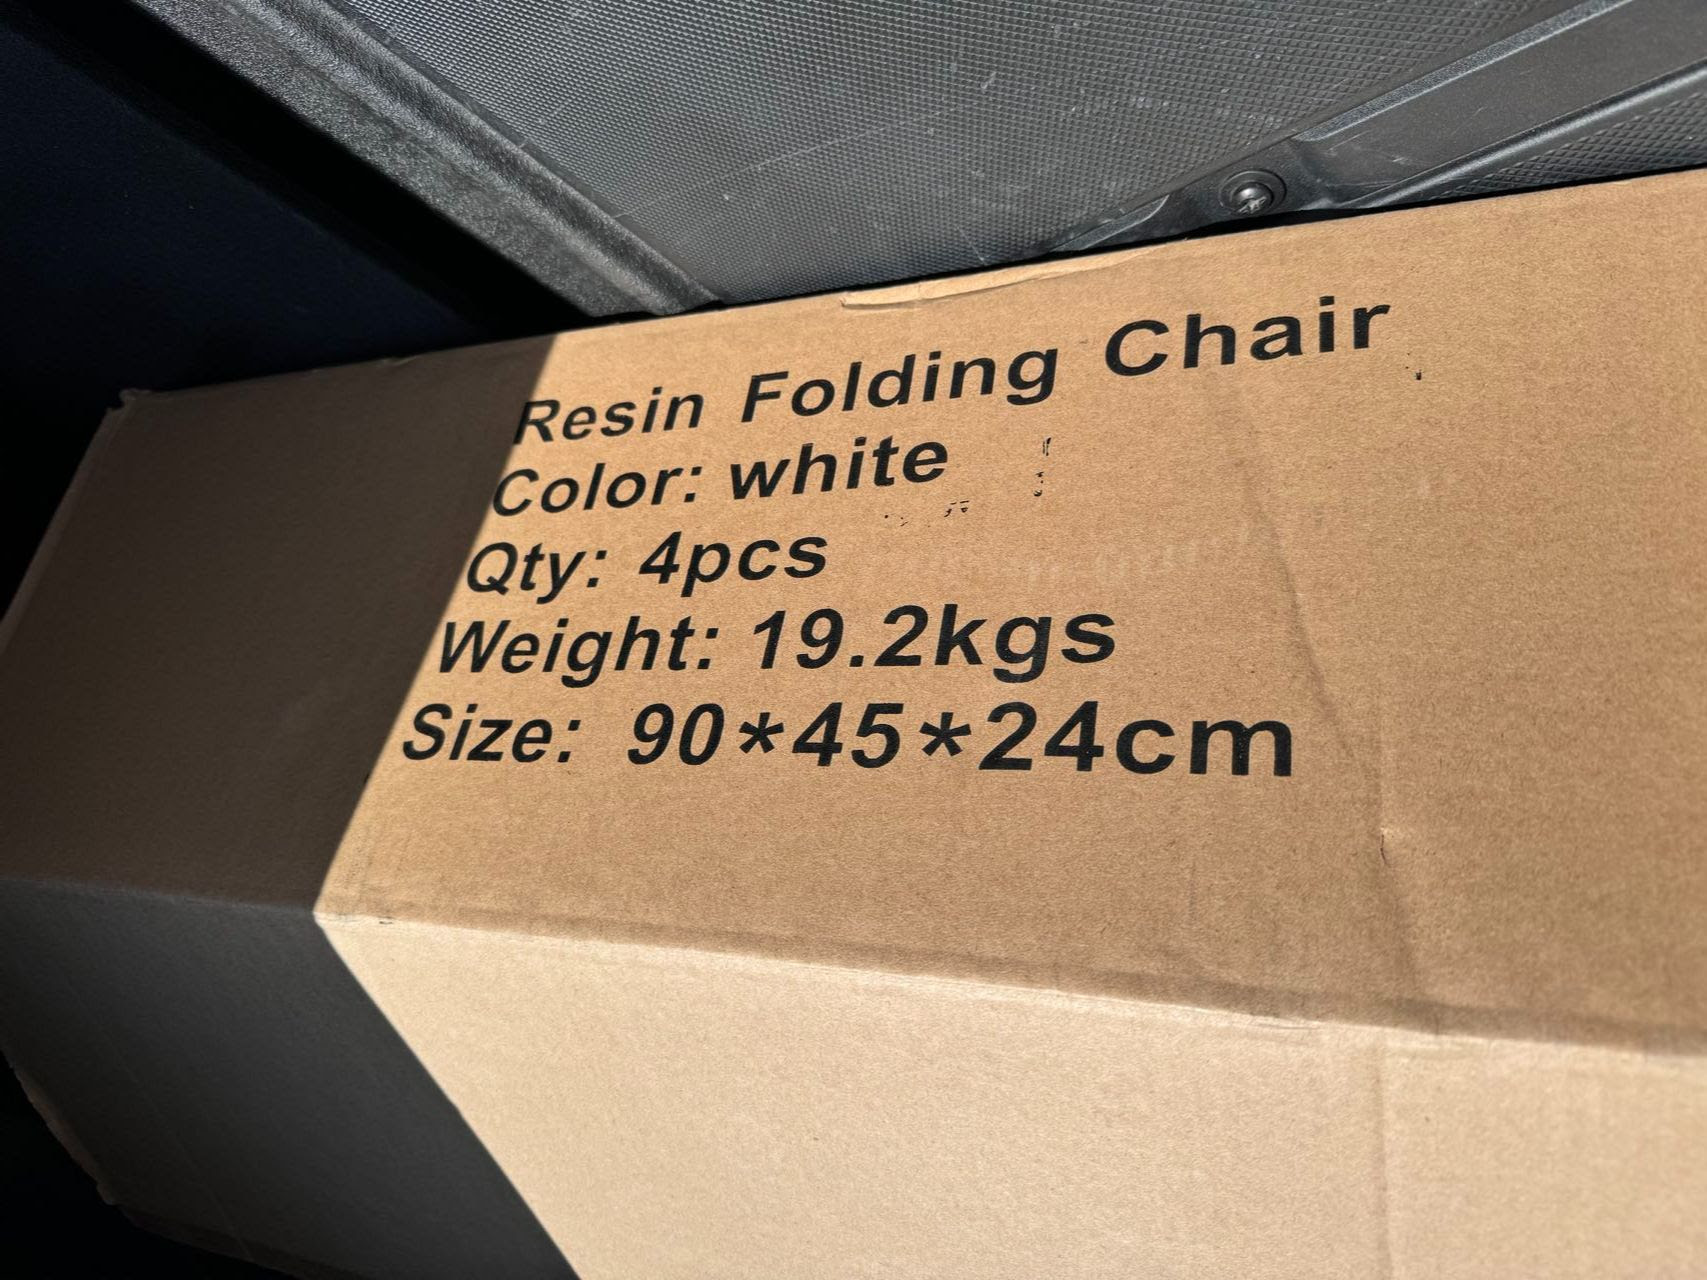 Resin Folding Chair
Color: white
Qty: 4pcs
Weight: 19.2kgs
Size: 90*45*24cm